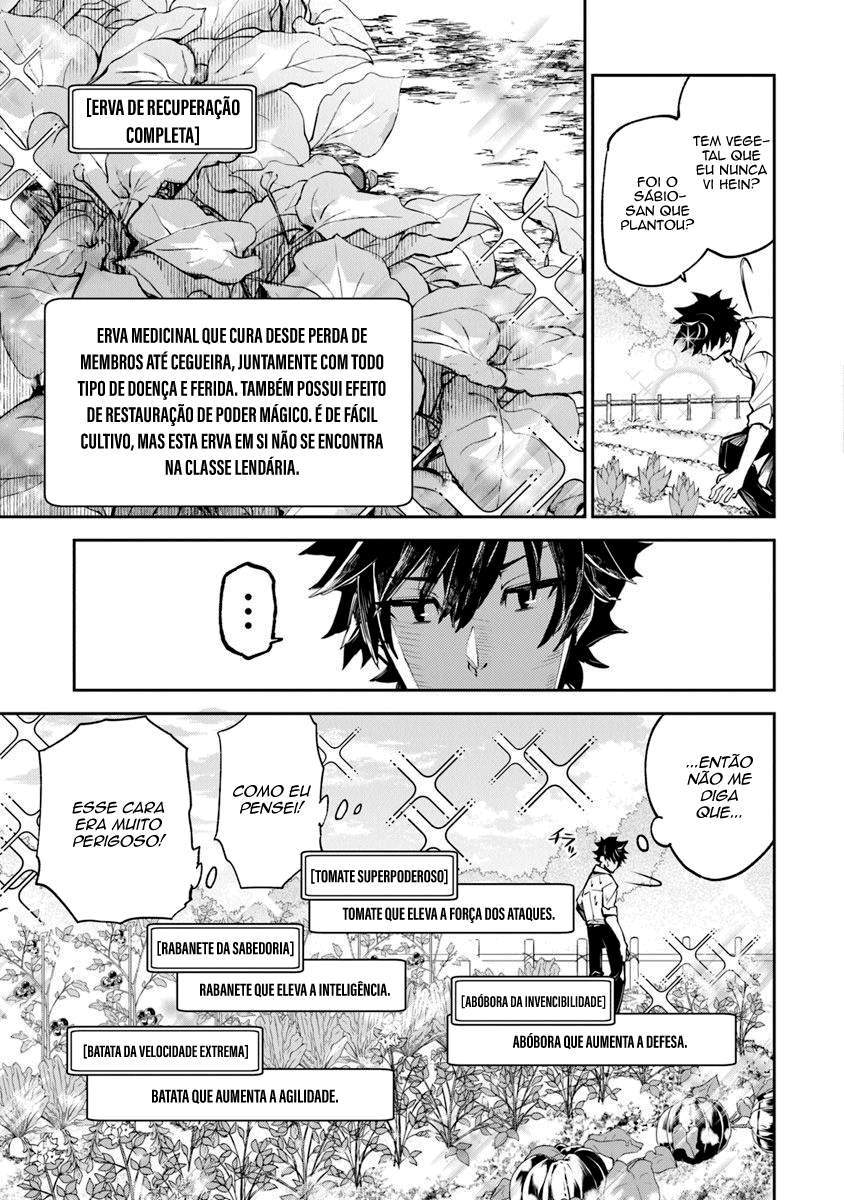 TEM VEGE-
TAL QUE
EU NUNCA
VI HEIN?
FOI O
SÁBIO-
SAN QUE
PLANTOU?
[ERVA DE RECUPERAÇÃO
COMPLETA]
ERVA MEDICINAL QUE CURA DESDE PERDA DE
MEMBROS ATÉ CEGUEIRA, JUNTAMENTE COM TODO
TIPO DE DOENÇA E FERIDA. TAMBÉM POSSUI EFEITO
DE RESTAURAÇÃO DE PODER MÁGICO. É DE FÁCIL
CULTIVO, MAS ESTA ERVA EM SI NÃO SE ENCONTRA
NA CLASSE LENDÁRIA.
...
...ENTÃO
NÃO ME
DIGA
QUE...
チラッ
COMO EU
PENSEI!
ESSE CARA
ERA MUITO
PERIGOSO!
[TOMATE SUPERPODEROSO]
TOMATE QUE ELEVA A FORÇA DOS ATAQUES.
[RABANETE DA SABEDORIA]
RABANETE QUE ELEVA A INTELIGÊNCIA.
[ABÓBORA DA INVENCIBILIDADE]
ABÓBORA QUE AUMENTA A DEFESA.
[BATATA DA VELOCIDADE EXTREMA]
BATATA QUE AUMENTA A AGILIDADE.